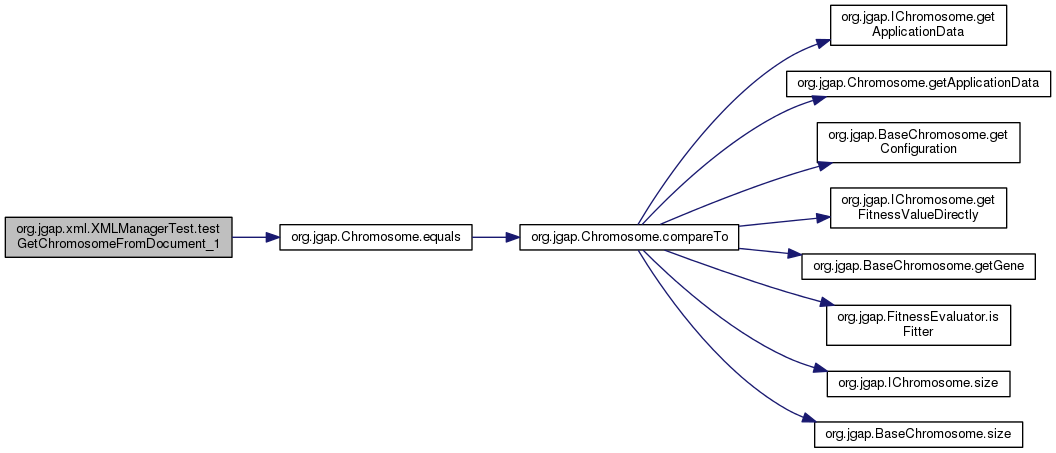 org.jgap.xml.XMLManagerTest.test
GetChromosomeFromDocument_1
org.jgap.Chromosome.equals
org.jgap.Chromosome.compareTo
org.jgap.IChromosome.get
ApplicationData
org.jgap.Chromosome.getApplicationData
org.jgap.BaseChromosome.get
Configuration
org.jgap.IChromosome.get
FitnessValueDirectly
org.jgap.BaseChromosome.getGene
org.jgap.FitnessEvaluator.is
Fitter
org.jgap.IChromosome.size
org.jgap.BaseChromosome.size